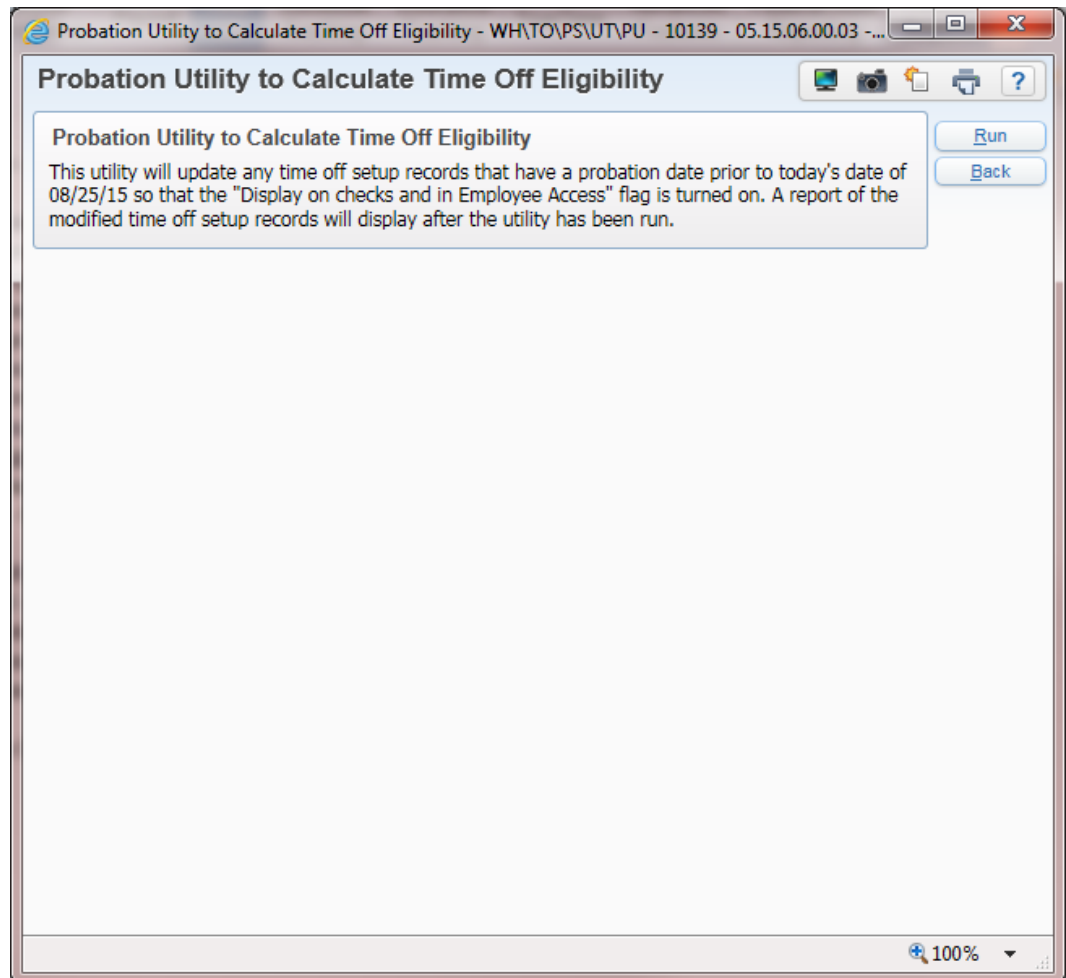 Probation Utility to Calculate Time Off Eligibility - WH\TO\PS\UT\PU - 10139 - 05.15.06.00.03 -...
Probation Utility to Calculate Time Off Eligibility
?
Probation Utility to Calculate Time Off Eligibility
This utility will update any time off setup records that have a probation date prior to today's date of
08/25/15 so that the "Display on checks and in Employee Access" flag is turned on. A report of the
modified time off setup records will display after the utility has been run.
Run
Back
100%